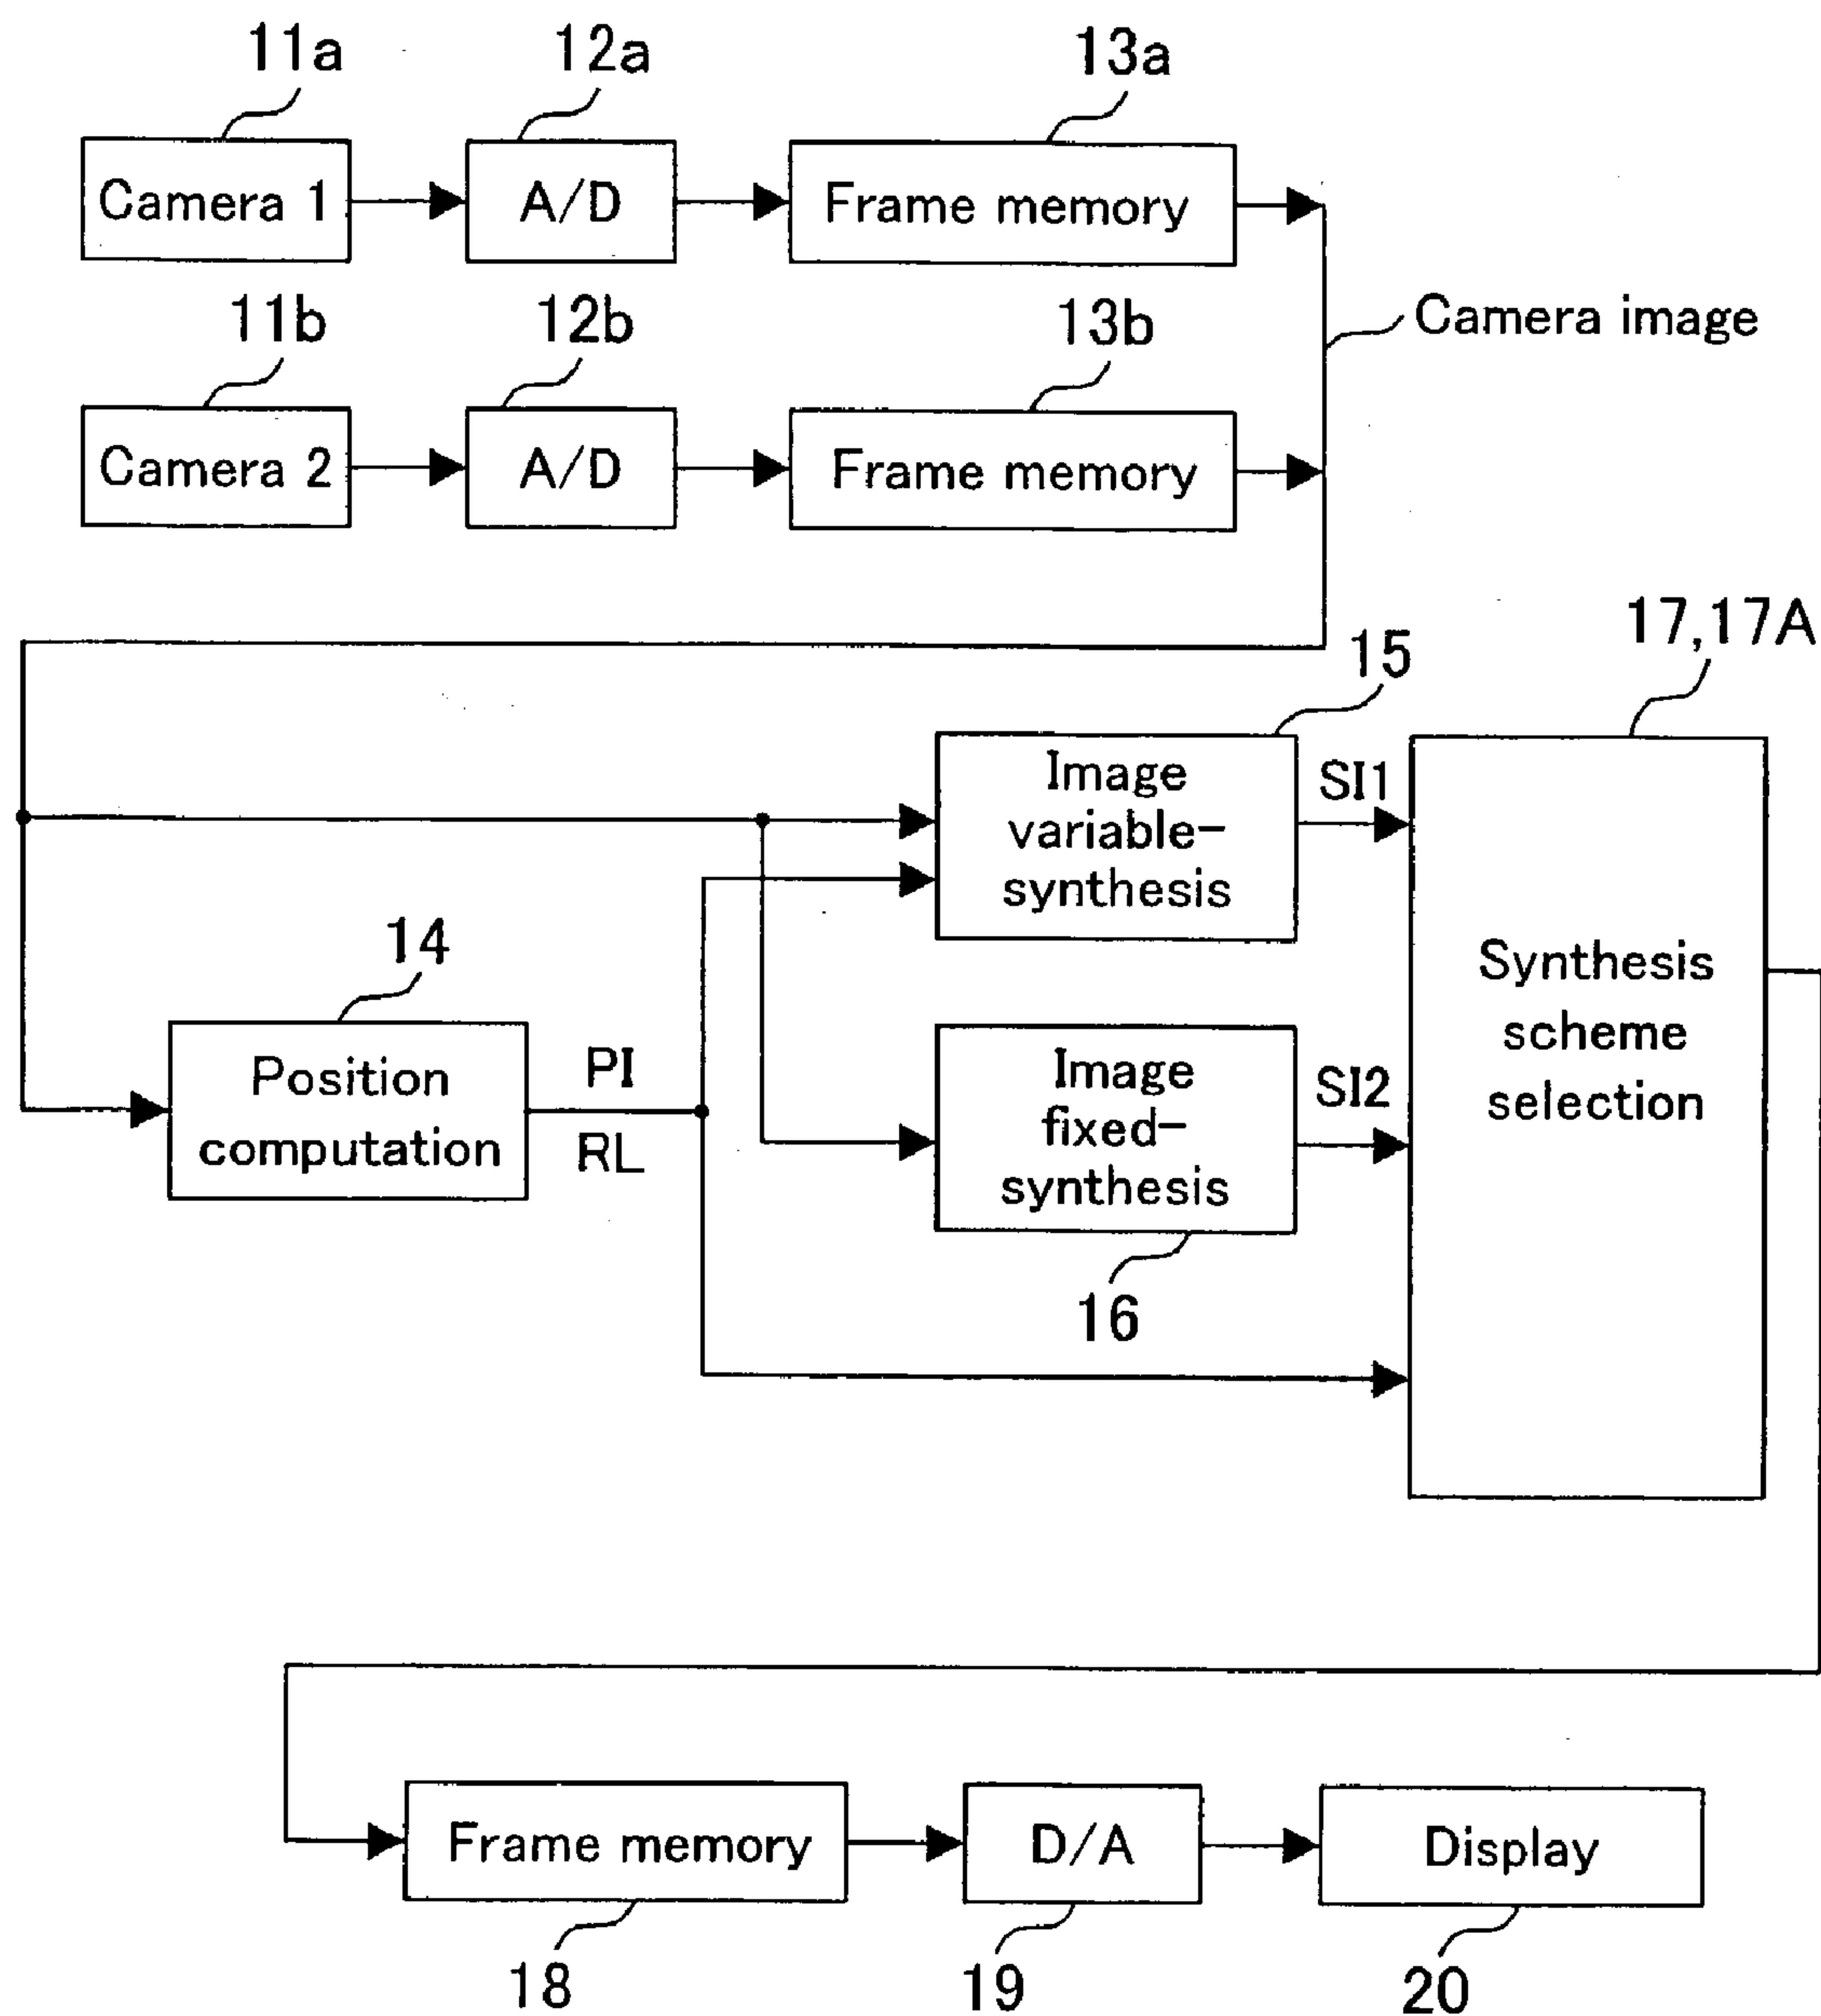 11a
12a
13a
Camera 1
A/D
Frame memory
11b
12b
13b
Camera image
Camera 2
A/D
Frame memory
17,17A
15
Image
variable-
synthesis
SI1
14
Position
computation
PI
RL
Image
fixed-
synthesis
SI2
16
Synthesis
scheme
selection
Frame memory
D/A
Display
18
19
20